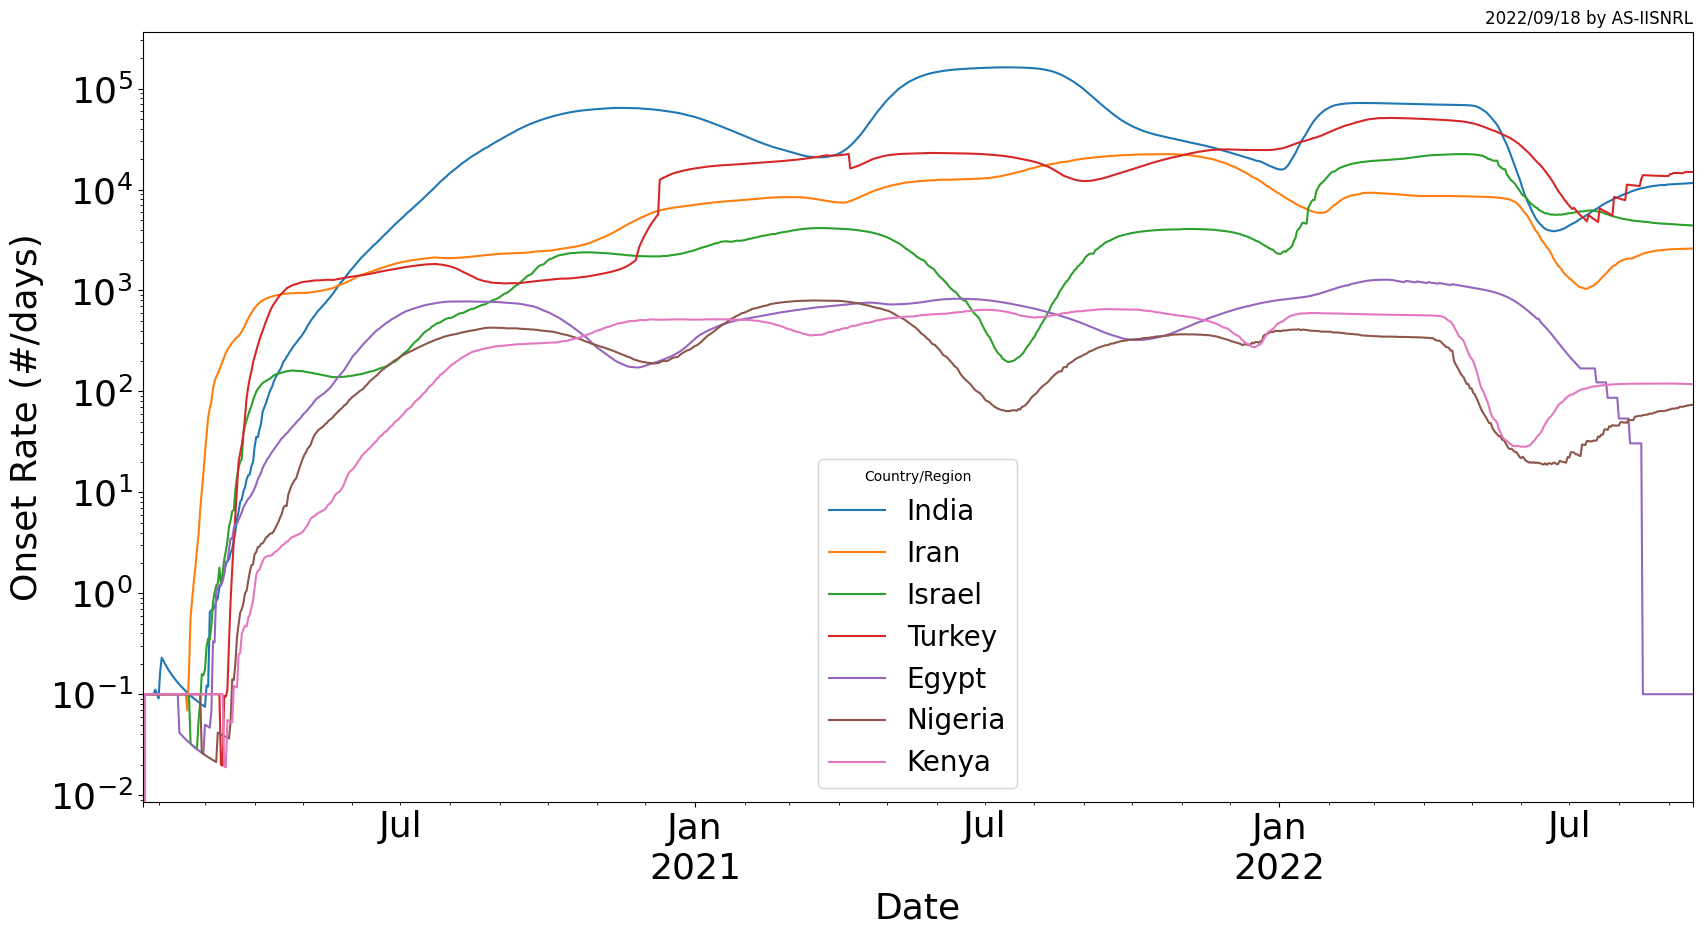 2022/09/18 by AS-IISNRL
Onset Rate (#/days)
10^5
10^4
10^3
10^2
10^1
10^0
10^−1
10^−2
Country/Region
India
Iran
Israel
Turkey
Egypt
Nigeria
Kenya
Jul Jan Jul Jan Jul
2021 2022
Date